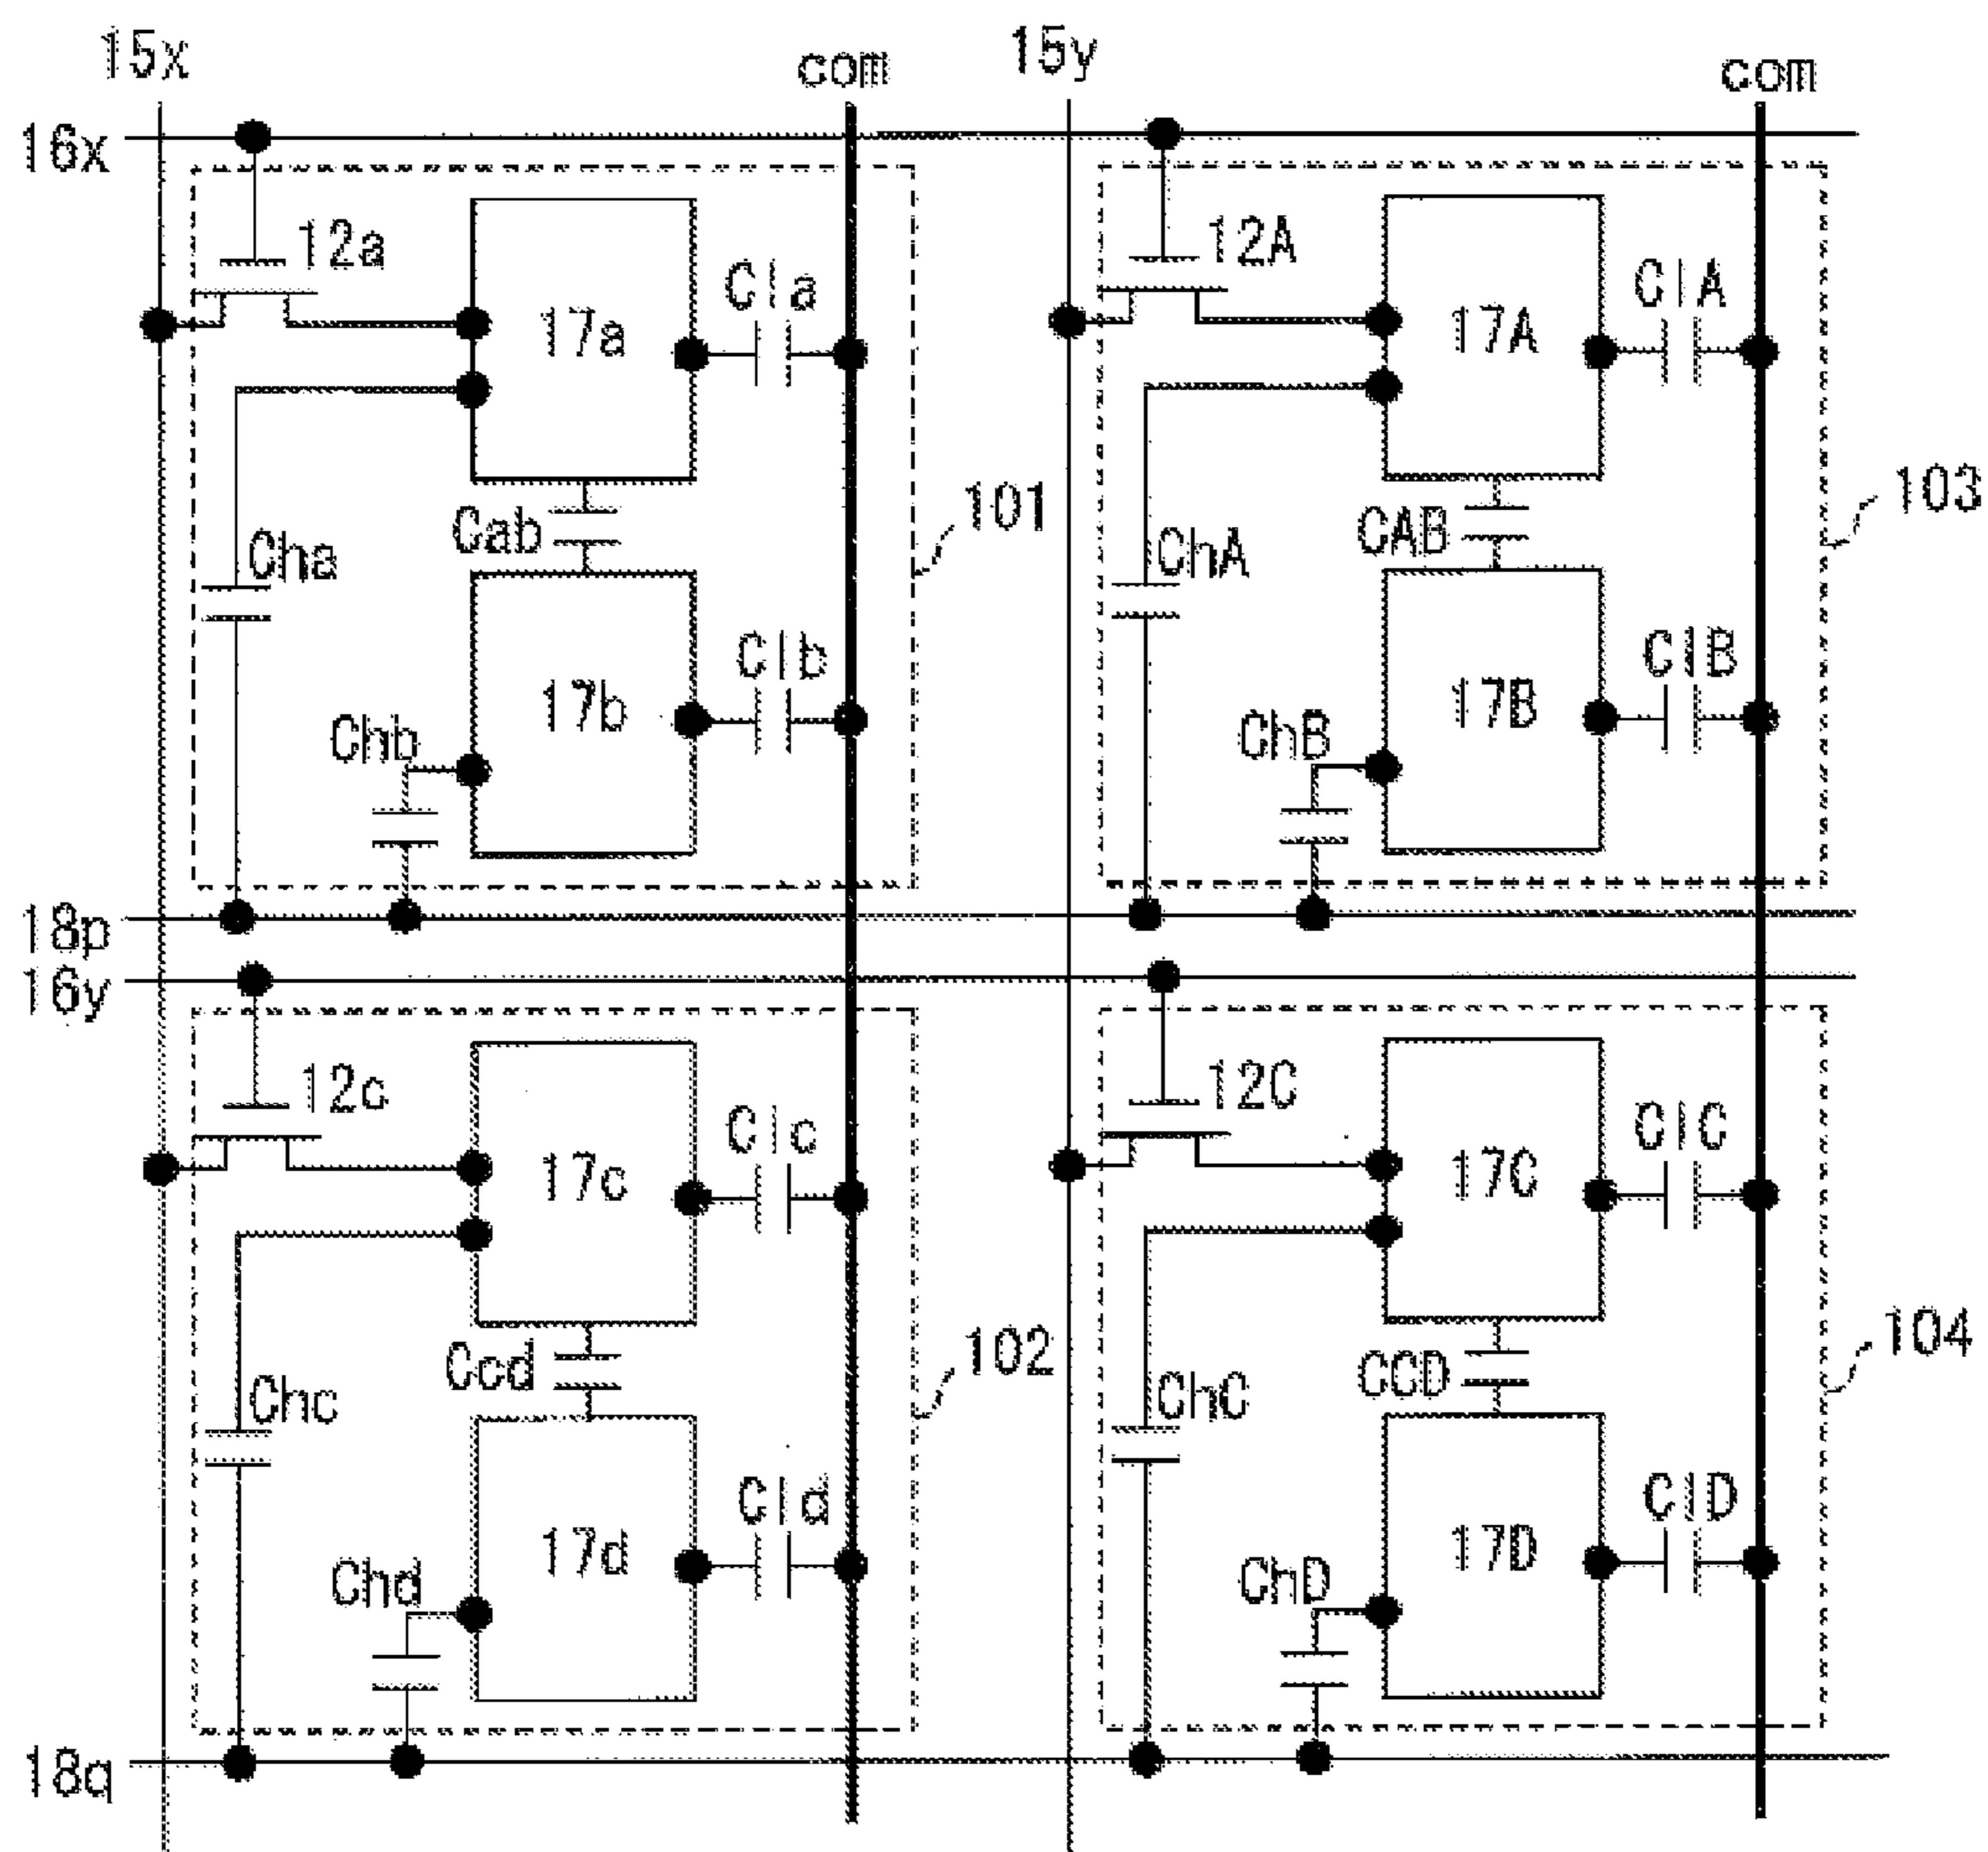 15x com 15y com
16x
12a 12A
Cla ClA
17a 17A
101 103
Cab CAB
Cha ChA
Clb ClB
17b 17B
Chb ChB
18p
16y
12c 12C
Clc ClC
17c 17C
102 104
Ccd CCD
Chc ChC
Cld ClD
17d 17D
Chd ChD
18q